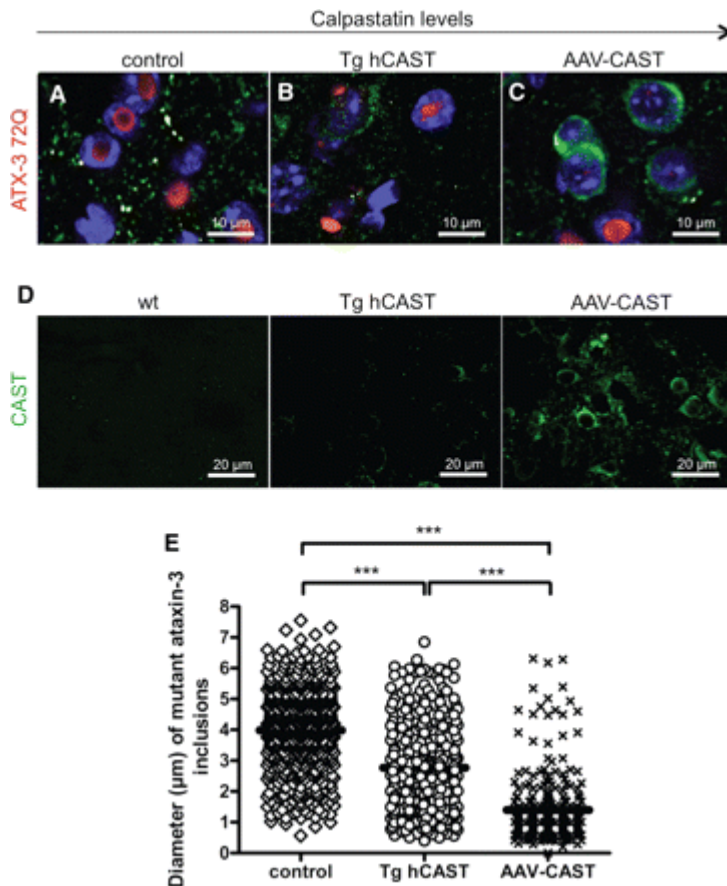 Calpastatin levels
control Tg hCAST AAV-CAST
ATX-3 72Q
A B C
10 µm 10 µm 10 µm
D
wt Tg hCAST AAV-CAST
CAST
20 µm 20 µm 20 µm
E
***
*** ***
Diameter (µm) of mutant ataxin-3
inclusions
8
7
6
5
4
3
2
1
0
control Tg hCAST AAV-CAST